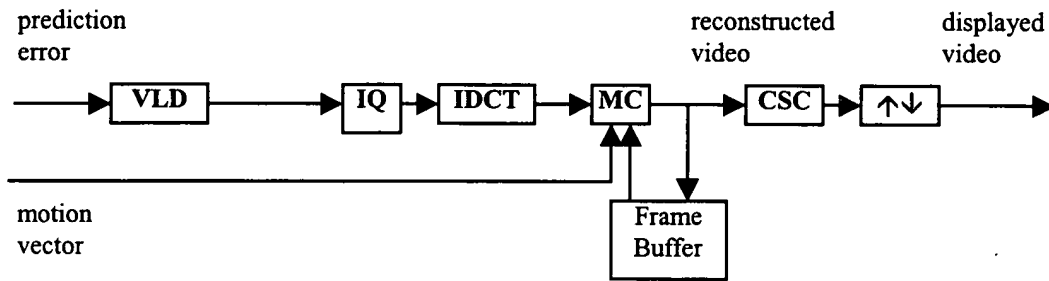 prediction
error
reconstructed
video
displayed
video
VLD
IQ
IDCT
MC
CSC
↑↓
motion
vector
Frame
Buffer